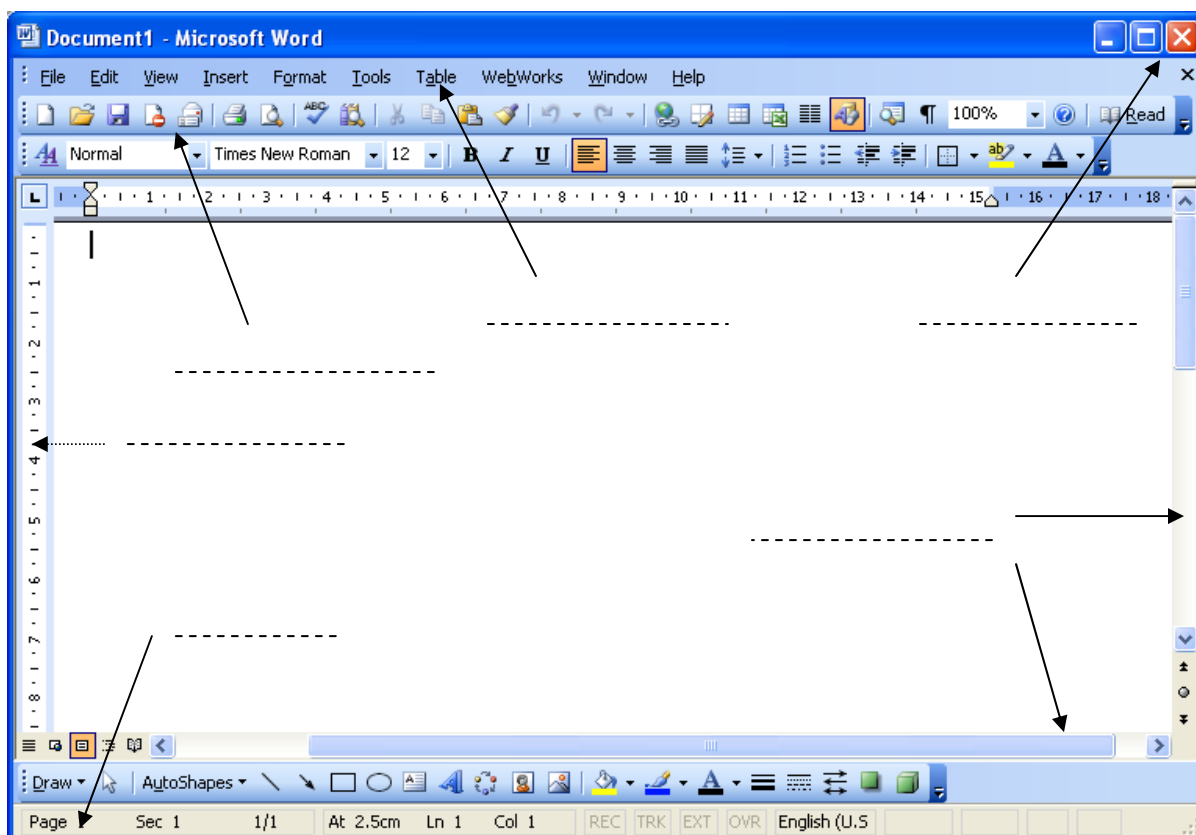 Document1 - Microsoft Word
File Edit View Insert Format Tools Table WebWorks Window Help
ABC 100% Read
Normal Times New Roman 12 B I U ab A
L 1 2 3 4 5 6 7 8 9 10 11 12 13 14 15 16 17 18
1
2
3
4
5
6
7
8
Draw AutoShapes A
Page 1 Sec 1 1/1 At 2.5cm Ln 1 Col 1 REC TRK EXT OVR English (U.S